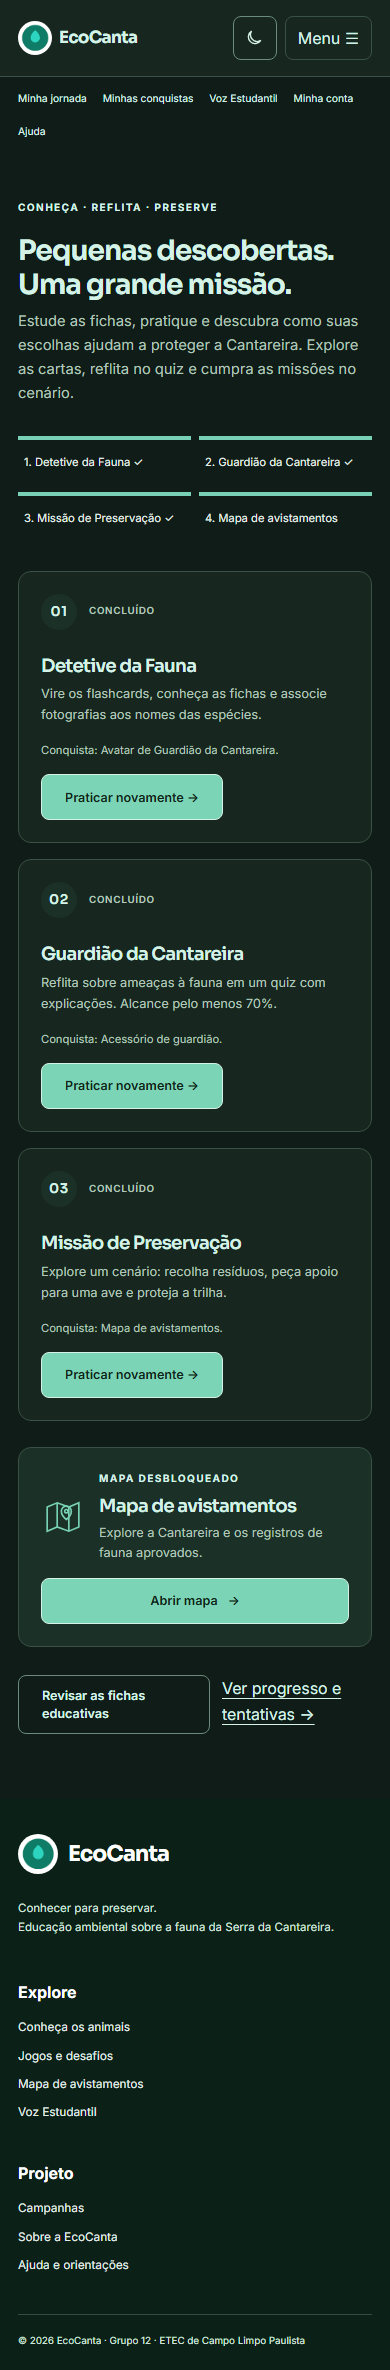 EcoCanta
Menu ☰
Minha jornada Minhas conquistas Voz Estudantil Minha conta
Ajuda
CONHEÇA · REFLITA · PRESERVE
Pequenas descobertas.
Uma grande missão.
Estude as fichas, pratique e descubra como suas
escolhas ajudam a proteger a Cantareira. Explore
as cartas, reflita no quiz e cumpra as missões no
cenário.
1. Detetive da Fauna ✓
2. Guardião da Cantareira ✓
3. Missão de Preservação ✓
4. Mapa de avistamentos
01 CONCLUÍDO
Detetive da Fauna
Vire os flashcards, conheça as fichas e associe
fotografias aos nomes das espécies.
Conquista: Avatar de Guardião da Cantareira.
Praticar novamente →
02 CONCLUÍDO
Guardião da Cantareira
Reflita sobre ameaças à fauna em um quiz com
explicações. Alcance pelo menos 70%.
Conquista: Acessório de guardião.
Praticar novamente →
03 CONCLUÍDO
Missão de Preservação
Explore um cenário: recolha resíduos, peça apoio
para uma ave e proteja a trilha.
Conquista: Mapa de avistamentos.
Praticar novamente →
MAPA DESBLOQUEADO
Mapa de avistamentos
Explore a Cantareira e os registros de
fauna aprovados.
Abrir mapa →
Revisar as fichas
educativas
Ver progresso e
tentativas →
EcoCanta
Conhecer para preservar.
Educação ambiental sobre a fauna da Serra da Cantareira.
Explore
Conheça os animais
Jogos e desafios
Mapa de avistamentos
Voz Estudantil
Projeto
Campanhas
Sobre a EcoCanta
Ajuda e orientações
© 2026 EcoCanta · Grupo 12 · ETEC de Campo Limpo Paulista